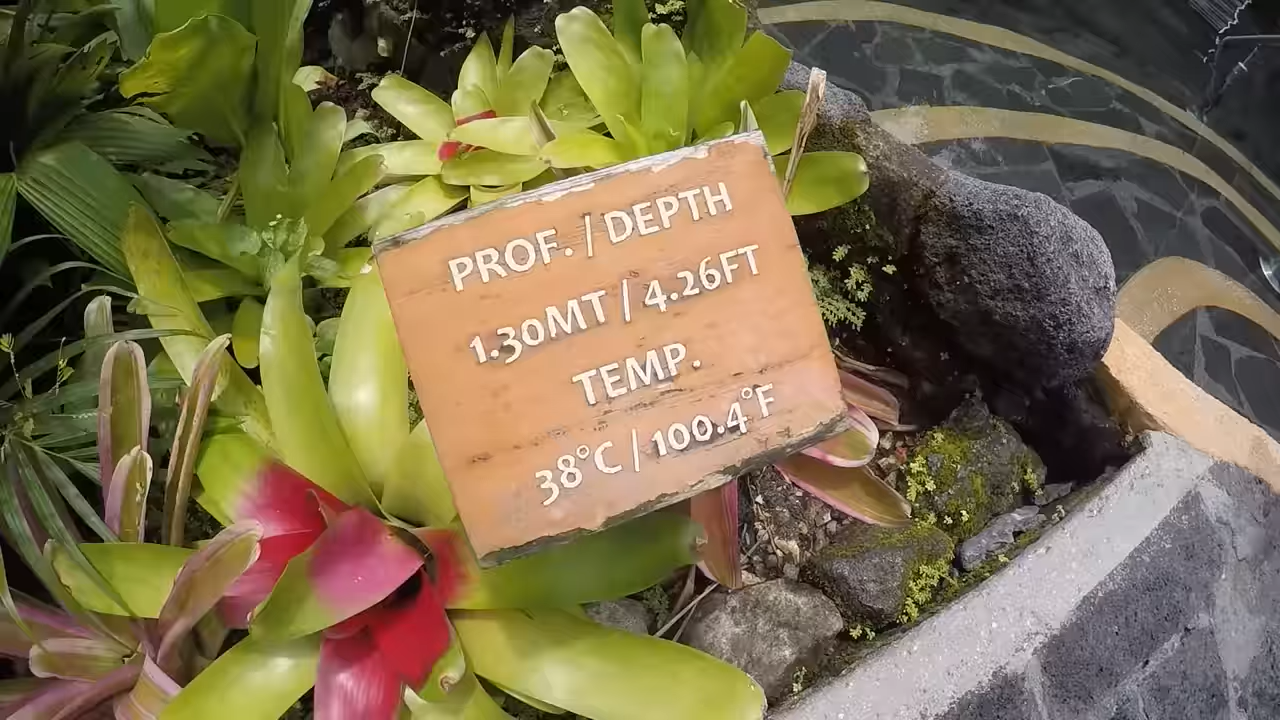 PROF. / DEPTH
1.30MT / 4.26FT
TEMP.
38°C / 100.4°F